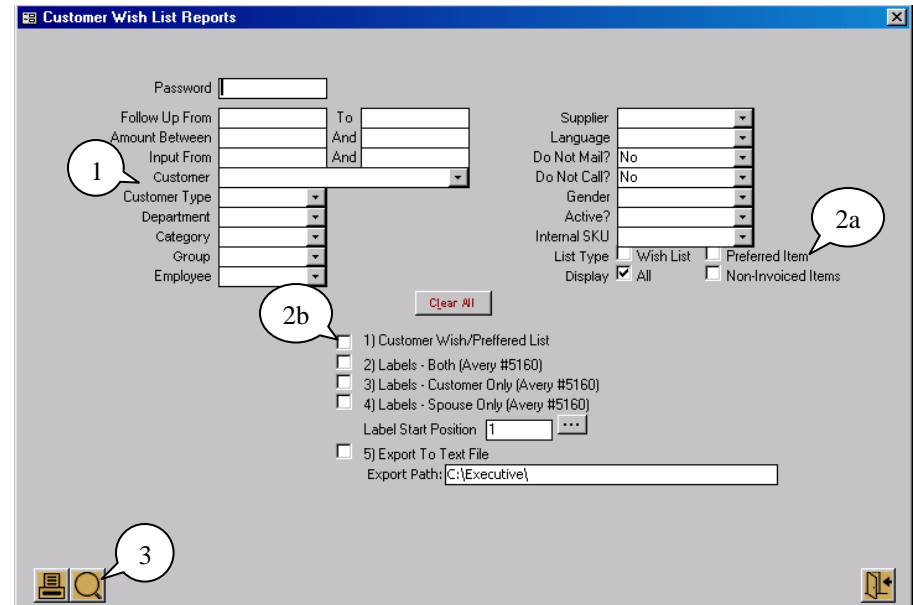 Customer Wish List Reports
Password
Follow Up From To
Amount Between And
Input From And
1
Customer
Customer Type
Department
Category
Group
Employee
Supplier
Language
Do Not Mail? No
Do Not Call? No
Gender
Active?
2a
Internal SKU
List Type Wish List Preferred Item
Display All Non-Invoiced Items
Clear All
2b
1) Customer Wish/Preffered List
2) Labels - Both (Avery #5160)
3) Labels - Customer Only (Avery #5160)
4) Labels - Spouse Only (Avery #5160)
Label Start Position 1 ...
5) Export To Text File
Export Path: C:\Executive\
3